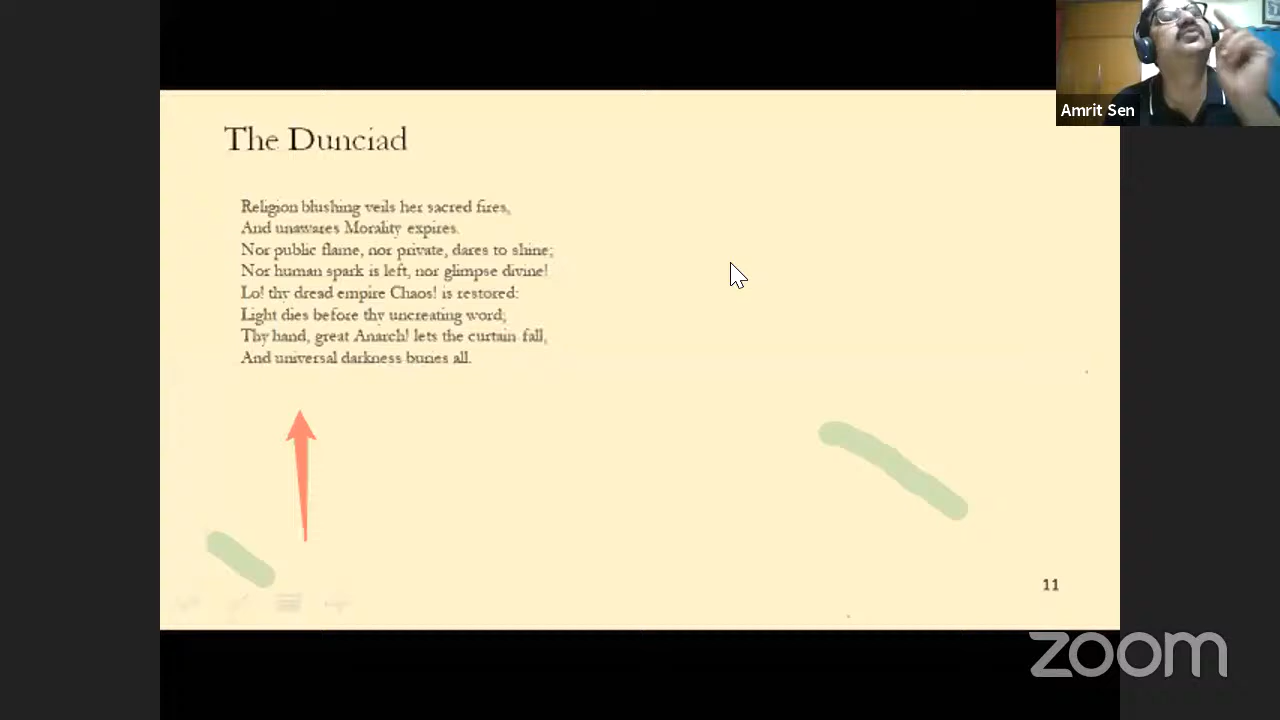 The Dunciad
Religion blushing veils her sacred fires,
And unawares Morality expires.
Nor public flame, nor private, dares to shine;
Nor human spark is left, nor glimpse divine!
Lo! thy dread empire Chaos! is restored:
Light dies before thy uncreating word;
Thy hand, great Anarch! lets the curtain fall,
And universal darkness buries all.
11
Amrit Sen
zoom